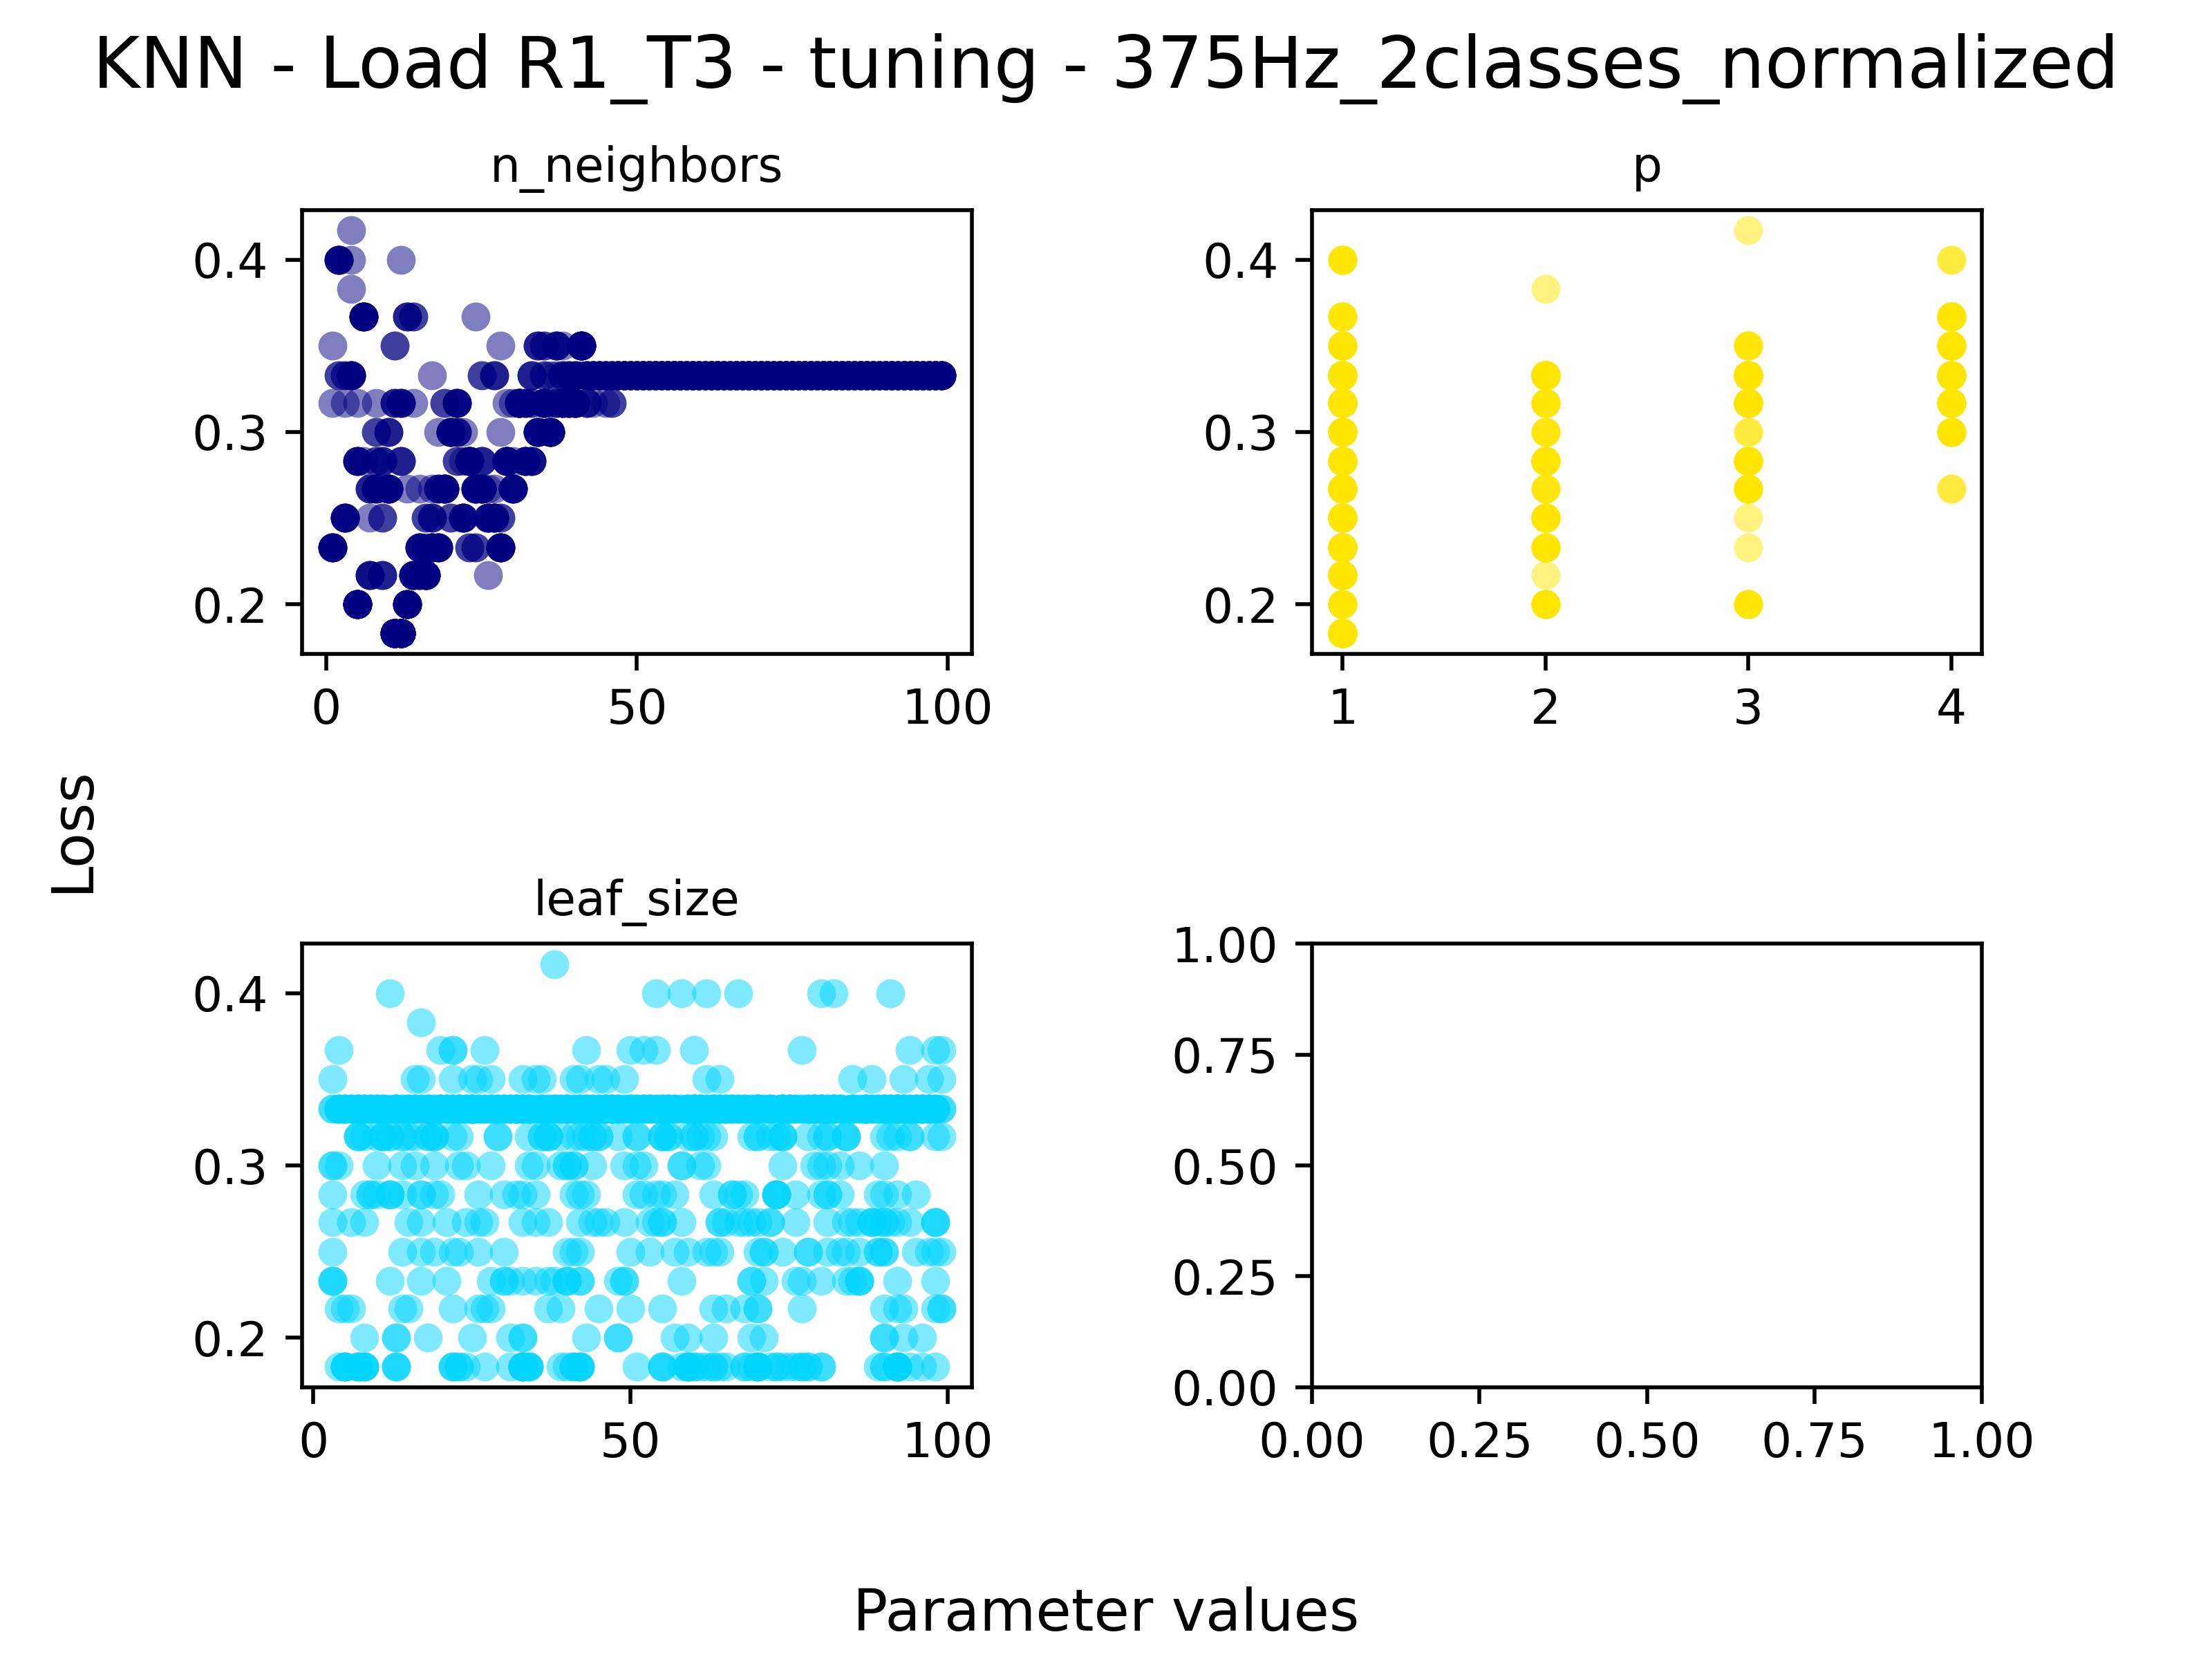 KNN - Load R1_T3 - tuning - 375Hz_2classes_normalized
n_neighbors
0.4
0.3
0.2
0 50 100
p
0.4
0.3
0.2
1 2 3 4
Loss
leaf_size
0.4
0.3
0.2
0 50 100
1.00
0.75
0.50
0.25
0.00
0.00 0.25 0.50 0.75 1.00
Parameter values